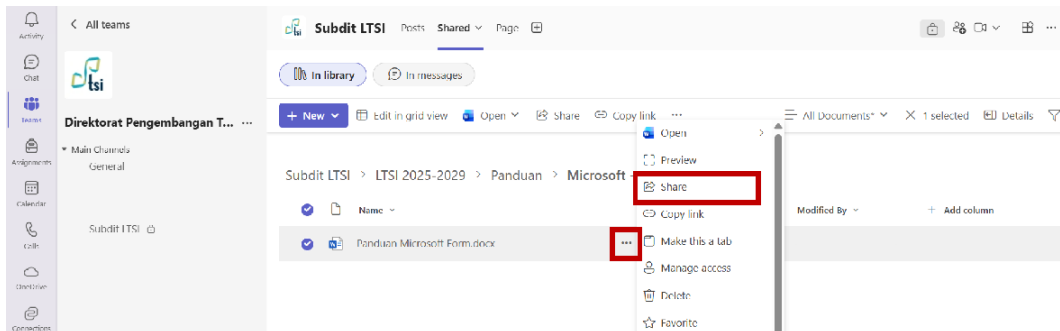 Activity
Chat
Teams
Assignments
Calendar
Calls
OneDrive
Connections
All teams
tsi
Direktorat Pengembangan T... ...
Main Channels
General
Subdit LTSI
tsi
Subdit LTSI Posts Shared Page
In library In messages
+ New Edit in grid view Open Share Copy link ... All Documents* 1 selected Details
Subdit LTSI > LTSI 2025-2029 > Panduan > Microsoft
Name Modified By + Add column
Panduan Microsoft Form.docx ...
Open
Preview
Share
Copy link
Make this a tab
Manage access
Delete
Favorite